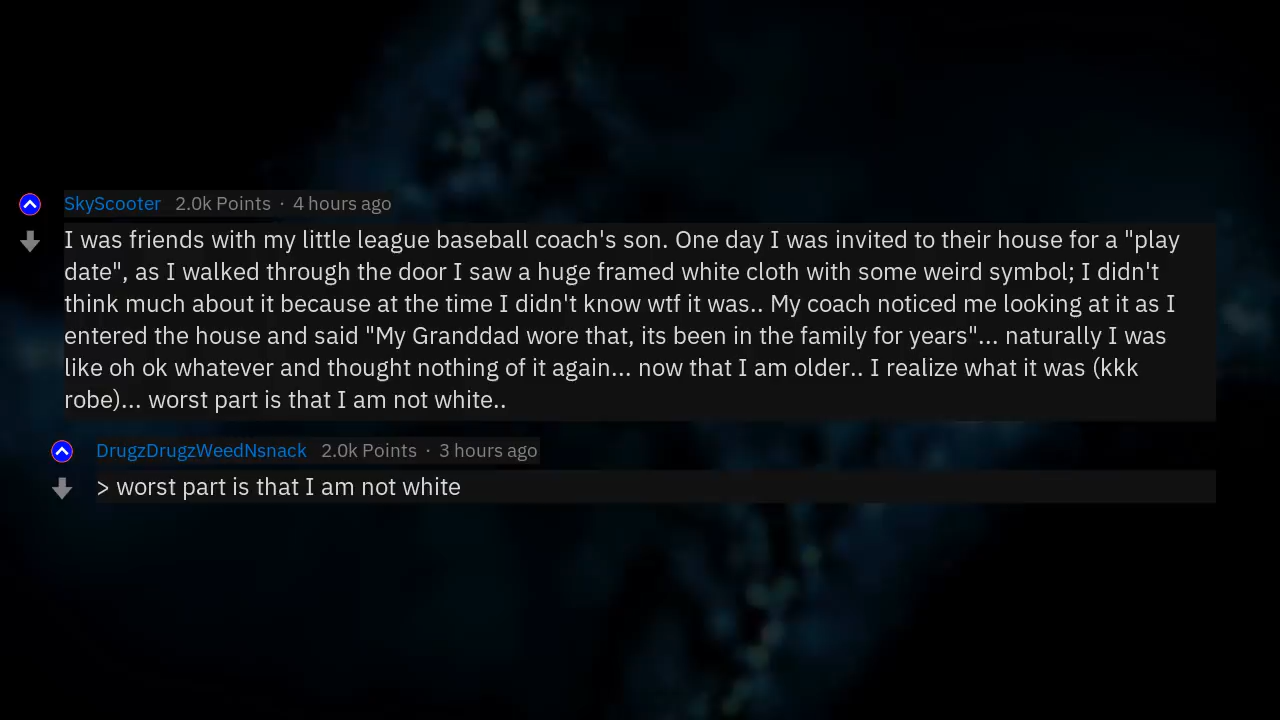 SkyScooter 2.0k Points · 4 hours ago
I was friends with my little league baseball coach's son. One day I was invited to their house for a "play
date", as I walked through the door I saw a huge framed white cloth with some weird symbol; I didn't
think much about it because at the time I didn't know wtf it was.. My coach noticed me looking at it as I
entered the house and said "My Granddad wore that, its been in the family for years"... naturally I was
like oh ok whatever and thought nothing of it again... now that I am older.. I realize what it was (kkk
robe)... worst part is that I am not white..
DrugzDrugzWeedNsnack 2.0k Points · 3 hours ago
> worst part is that I am not white